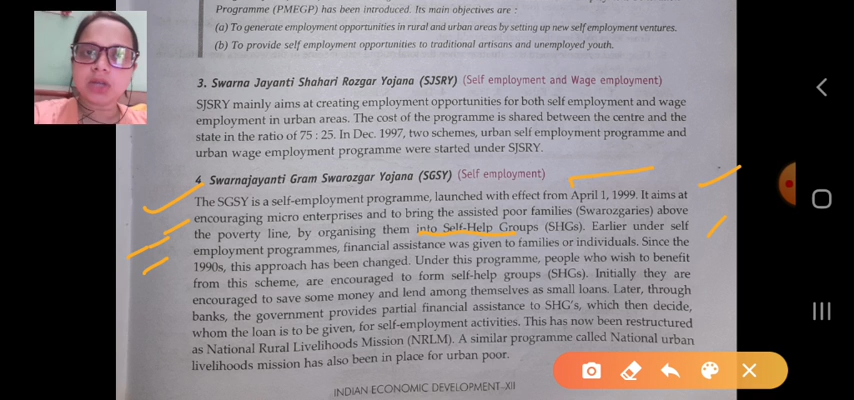 Programme (PMEGP) has been introduced. Its main objectives are :
(a) To generate employment opportunities in rural and urban areas by setting up new self employment ventures.
(b) To provide self employment opportunities to traditional artisans and unemployed youth.
3. Swarna Jayanti Shahari Rozgar Yojana (SJSRY) (Self employment and Wage employment)
SJSRY mainly aims at creating employment opportunities for both self employment and wage
employment in urban areas. The cost of the programme is shared between the centre and the
state in the ratio of 75 : 25. In Dec. 1997, two schemes, urban self employment programme and
urban wage employment programme were started under SJSRY.
4 Swarnajayanti Gram Swarozgar Yojana (SGSY) (Self employment)
The SGSY is a self-employment programme, launched with effect from April 1, 1999. It aims at
encouraging micro enterprises and to bring the assisted poor families (Swarozgaries) above
the poverty line, by organising them into Self-Help Groups (SHGs). Earlier under self
employment programmes, financial assistance was given to families or individuals. Since the
1990s, this approach has been changed. Under this programme, people who wish to benefit
from this scheme, are encouraged to form self-help groups (SHGs). Initially they are
encouraged to save some money and lend among themselves as small loans. Later, through
banks, the government provides partial financial assistance to SHG's, which then decide,
whom the loan is to be given, for self-employment activities. This has now been restructured
as National Rural Livelihoods Mission (NRLM). A similar programme called National urban
livelihoods mission has also been in place for urban poor.
INDIAN ECONOMIC DEVELOPMENT-XII